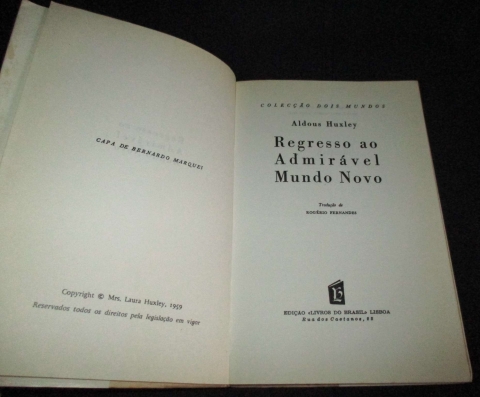 CAPA DE BERNARDO MARQUES
Copyright © Mrs. Laura Huxley, 1959
Reservados todos os direitos pela legislação em vigor
COLECÇÃO DOIS MUNDOS
Aldous Huxley
Regresso ao
Admirável
Mundo Novo
Tradução de
ROGÉRIO FERNANDES
EDIÇÃO «LIVROS DO BRASIL» LISBOA
Rua dos Caetanos, 22